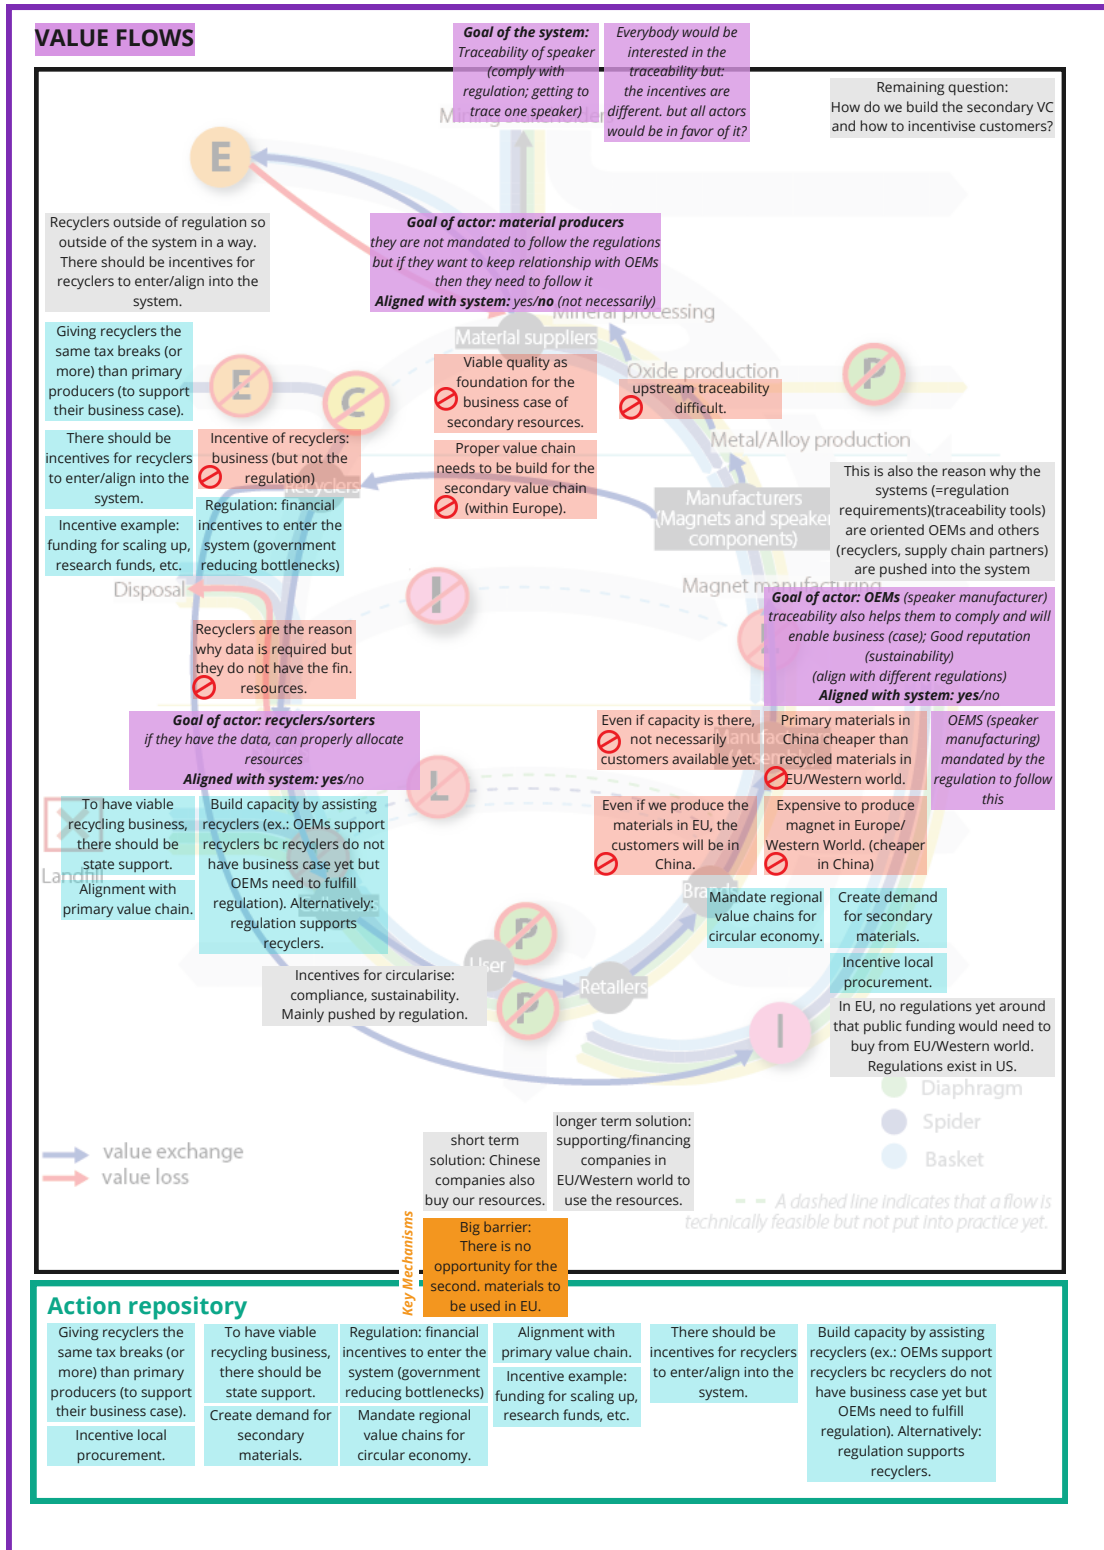 VALUE FLOWS
Goal of the system:
Traceability of speaker
(comply with
regulation; getting to
trace one speaker)
Everybody would be
interested in the
traceability but:
the incentives are
different. but all actors
would be in favor of it?
Remaining question:
How do we build the secondary VC
and how to incentivise customers?
E
Recyclers outside of regulation so
outside of the system in a way.
There should be incentives for
recyclers to enter/align into the
system.
Goal of actor: material producers
they are not mandated to follow the regulations
but if they want to keep relationship with OEMs
then they need to follow it
Aligned with system: yes/no (not necessarily)
Mineral processing
Material suppliers
Giving recyclers the
same tax breaks (or
more) than primary
producers (to support
their business case).
E
C
Viable quality as
foundation for the
business case of
secondary resources.
Oxide production
upstream traceability
difficult.
P
There should be
incentives for recyclers
to enter/align into the
system.
Incentive of recyclers:
business (but not the
regulation)
Recyclers
Proper value chain
needs to be build for the
secondary value chain
(within Europe).
Metal/Alloy production
Manufacturers
(Magnets and speaker
components)
This is also the reason why the
systems (=regulation
requirements)(traceability tools)
are oriented OEMs and others
(recyclers, supply chain partners)
are pushed into the system
Incentive example:
funding for scaling up,
research funds, etc.
Regulation: financial
incentives to enter the
system (government
reducing bottlenecks)
Disposal
I
Magnet manufacturing
Goal of actor: OEMs (speaker manufacturer)
traceability also helps them to comply and will
enable business (case); Good reputation
(sustainability)
(align with different regulations)
Aligned with system: yes/no
Recyclers are the reason
why data is required but
they do not have the fin.
resources.
Goal of actor: recyclers/sorters
if they have the data, can properly allocate
resources
Aligned with system: yes/no
Even if capacity is there,
not necessarily
customers available yet.
Primary materials in
China cheaper than
recycled materials in
EU/Western world.
OEMS (speaker
manufacturing)
mandated by the
regulation to follow
this
L
To have viable
recycling business,
there should be
state support.
Landfill
Alignment with
primary value chain.
Build capacity by assisting
recyclers (ex.: OEMs support
recyclers bc recyclers do not
have business case yet but
OEMs need to fulfill
regulation). Alternatively:
regulation supports
recyclers.
Even if we produce the
materials in EU, the
customers will be in
China.
Expensive to produce
magnet in Europe/
Western World. (cheaper
in China)
Brands
Mandate regional
value chains for
circular economy.
Create demand
for secondary
materials.
Incentive local
procurement.
P
User
Retailers
P
I
Incentives for circularise:
compliance, sustainability.
Mainly pushed by regulation.
In EU, no regulations yet around
that public funding would need to
buy from EU/Western world.
Regulations exist in US.
Diaphragm
Spider
Basket
value exchange
value loss
short term
solution: Chinese
companies also
buy our resources.
longer term solution:
supporting/financing
companies in
EU/Western world to
use the resources.
A dashed line indicates that a flow is
technically feasible but not put into practice yet.
Key Mechanisms
Big barrier:
There is no
opportunity for the
second. materials to
be used in EU.
Action repository
Giving recyclers the
same tax breaks (or
more) than primary
producers (to support
their business case).
Incentive local
procurement.
To have viable
recycling business,
there should be
state support.
Create demand for
secondary
materials.
Regulation: financial
incentives to enter the
system (government
reducing bottlenecks)
Mandate regional
value chains for
circular economy.
Alignment with
primary value chain.
Incentive example:
funding for scaling up,
research funds, etc.
There should be
incentives for recyclers
to enter/align into the
system.
Build capacity by assisting
recyclers (ex.: OEMs support
recyclers bc recyclers do not
have business case yet but
OEMs need to fulfill
regulation). Alternatively:
regulation supports
recyclers.